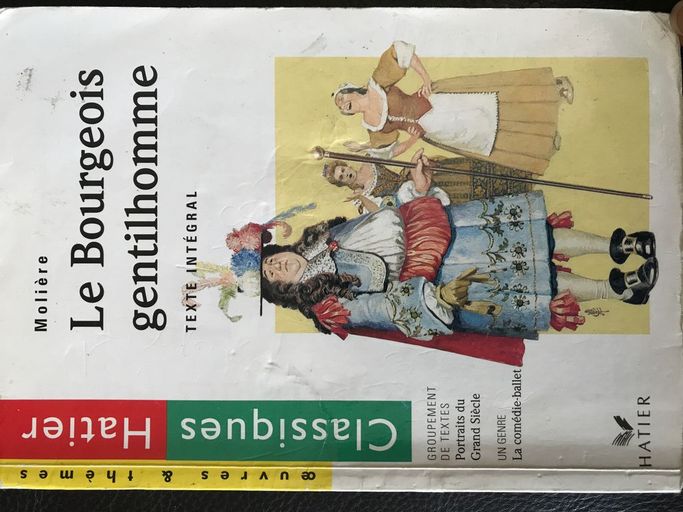 Molière
Le Bourgeois
gentilhomme
TEXTE INTÉGRAL
Classiques Hatier
œuvres & thèmes
GROUPEMENT
DE TEXTES
Portraits du
Grand Siècle
UN GENRE
La comédie-ballet
HATIER